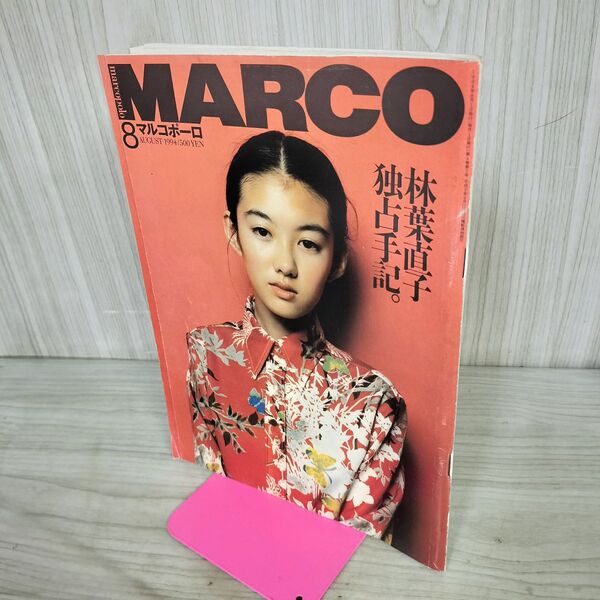 marcopolo
MARCO
8
マルコポーロ
AUGUST 1994/500 YEN
林葉直子
独占手記。